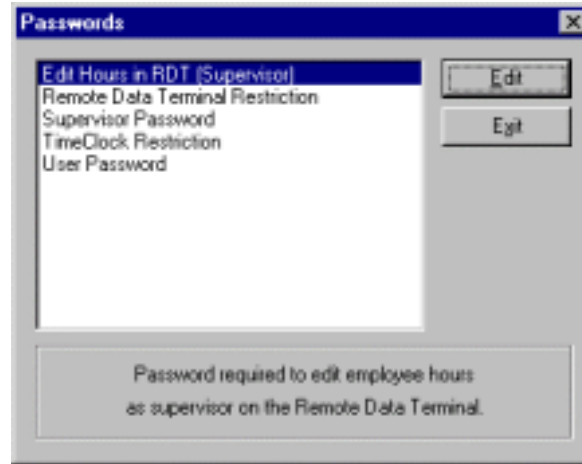 Passwords
Edit Hours in RDT (Supervisor)
Remote Data Terminal Restriction
Supervisor Password
TimeClock Restriction
User Password
Edit
Exit
Password required to edit employee hours
as supervisor on the Remote Data Terminal.